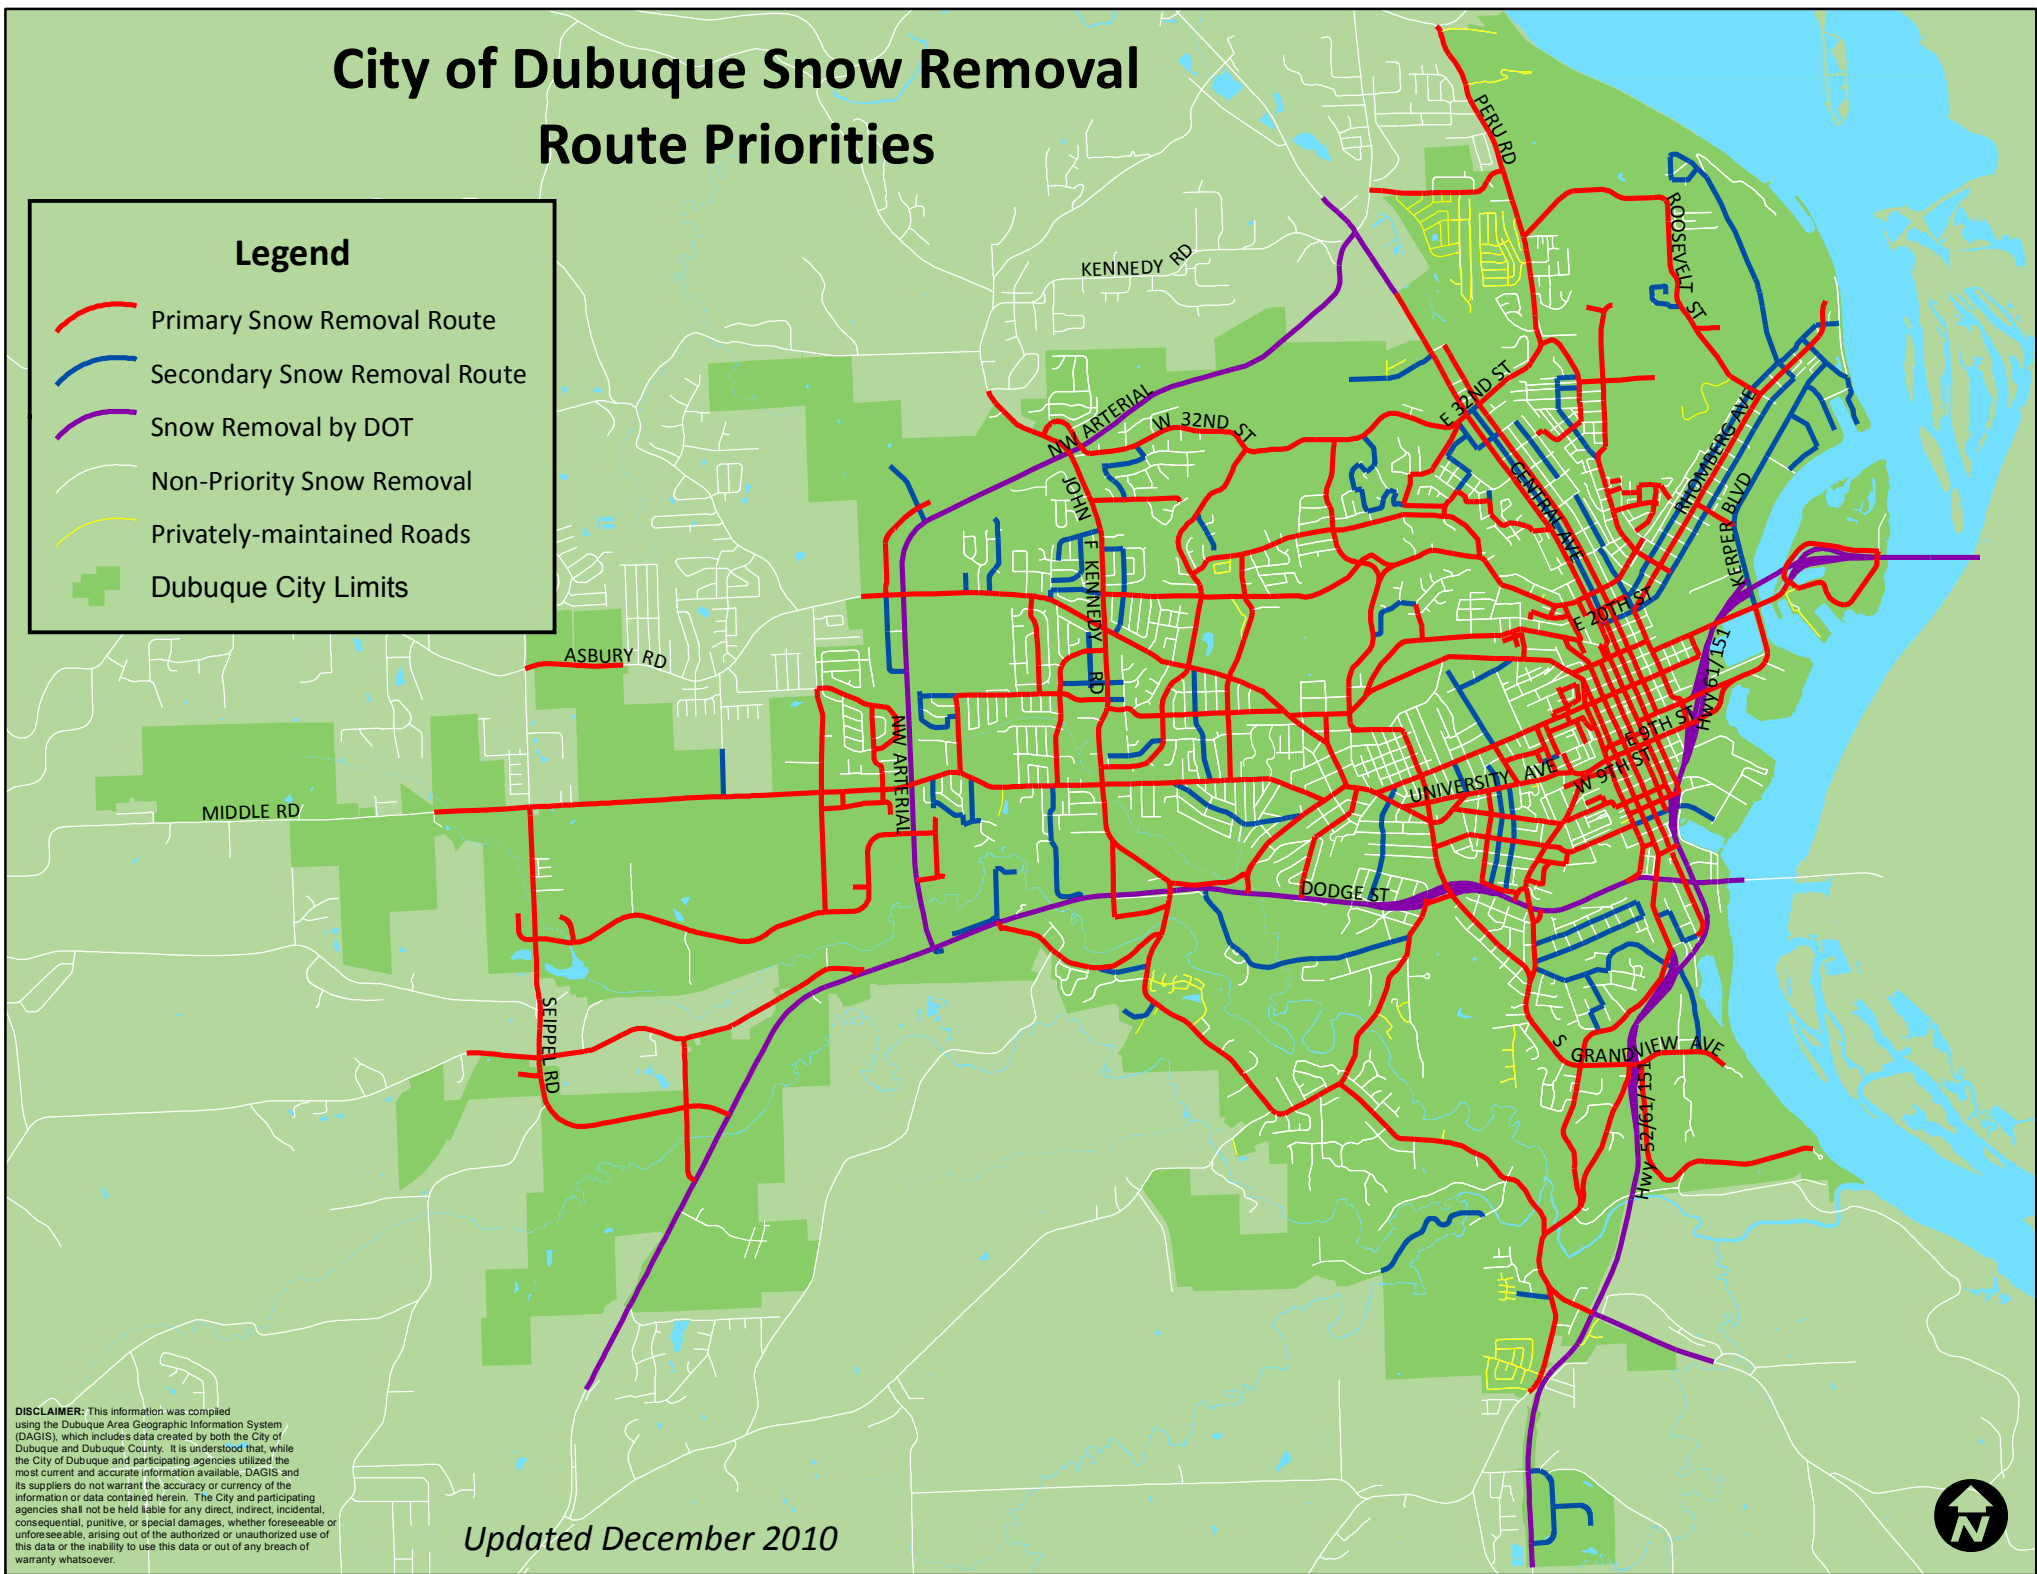 City of Dubuque Snow Removal
Route Priorities
Legend
Primary Snow Removal Route
Secondary Snow Removal Route
Snow Removal by DOT
Non-Priority Snow Removal
Privately-maintained Roads
Dubuque City Limits
PERU RD
ROOSEVELT ST
KENNEDY RD
NW ARTERIAL
W 32ND ST
E 32ND ST
JOHN F KENNEDY RD
CENTRAL AVE
RHOMBERG AVE
KERPER BLVD
E 20TH ST
ASBURY RD
Hwy 61/151
NW ARTERIAL
E 9TH ST
W 9TH ST
UNIVERSITY AVE
MIDDLE RD
DODGE ST
SEIPPEL RD
S GRANDVIEW AVE
Hwy 52/61/151
DISCLAIMER: This information was compiled
using the Dubuque Area Geographic Information System
(DAGIS), which includes data created by both the City of
Dubuque and Dubuque County. It is understood that, while
the City of Dubuque and participating agencies utilized the
most current and accurate information available, DAGIS and
its suppliers do not warrant the accuracy or currency of the
information or data contained herein. The City and participating
agencies shall not be held liable for any direct, indirect, incidental,
consequential, punitive, or special damages, whether foreseeable or
unforeseeable, arising out of the authorized or unauthorized use of
this data or the inability to use this data or out of any breach of
warranty whatsoever.
Updated December 2010
N